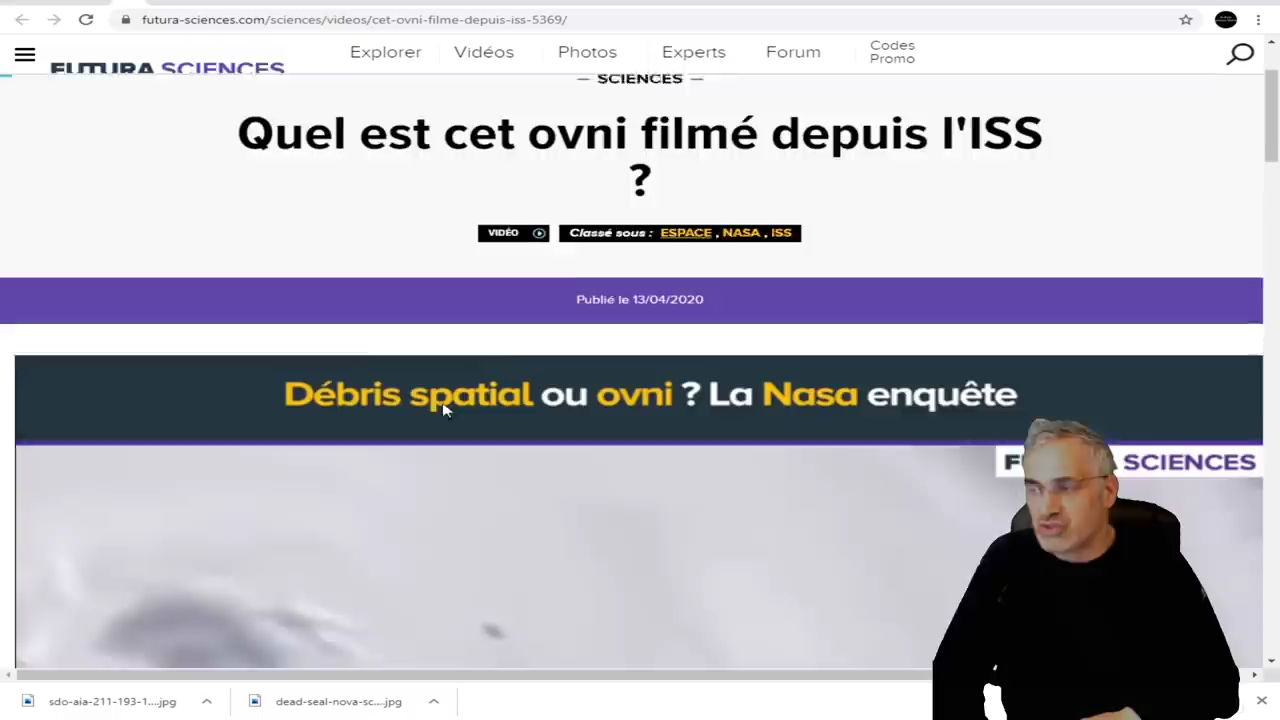 futura-sciences.com/sciences/videos/cet-ovni-filme-depuis-iss-5369/
Explorer Vidéos Photos Experts Forum Codes Promo
FUTURA SCIENCES
— SCIENCES —
Quel est cet ovni filmé depuis l'ISS
?
VIDÉO Classé sous : ESPACE , NASA , ISS
Publié le 13/04/2020
Débris spatial ou ovni ? La Nasa enquête
SCIENCES
sdo-aia-211-193-1....jpg dead-seal-nova-sc....jpg